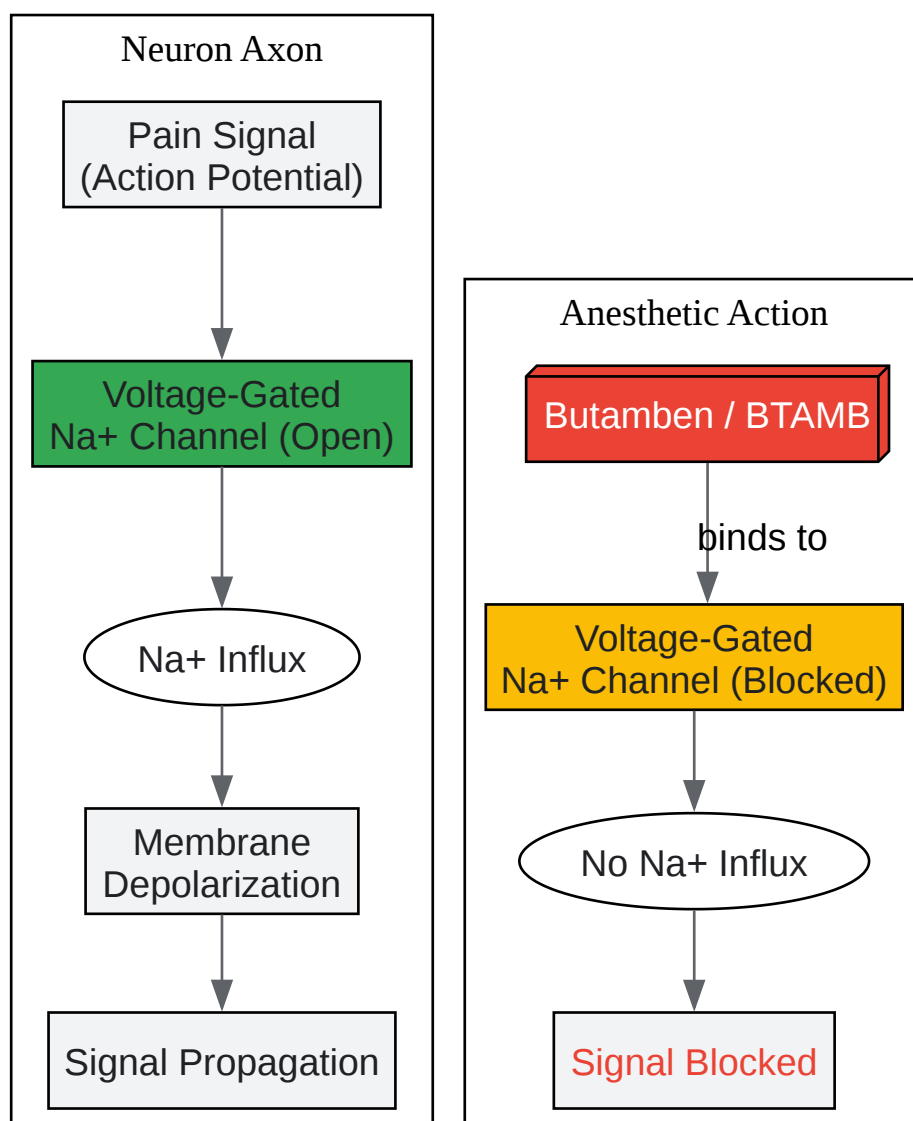 Neuron Axon
Pain Signal
(Action Potential)
Voltage-Gated
Na+ Channel (Open)
Na+ Influx
Membrane
Depolarization
Signal Propagation
Anesthetic Action
Butamben / BTAMB
binds to
Voltage-Gated
Na+ Channel (Blocked)
No Na+ Influx
Signal Blocked